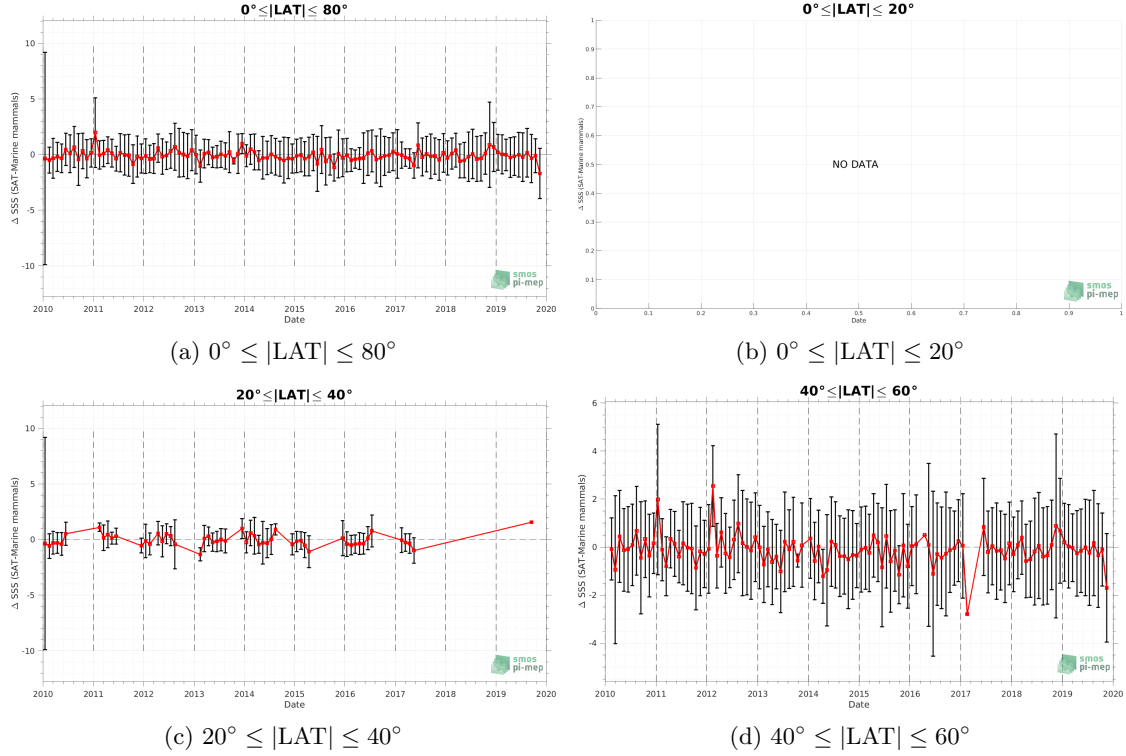 0°≤|LAT|≤ 80°
10
5
0
-5
-10
Δ SSS (SAT-Marine mammals)
2010 2011 2012 2013 2014 2015 2016 2017 2018 2019 2020
Date
smos
pi-mep
(a) 0° ≤ |LAT| ≤ 80°
0°≤|LAT|≤ 20°
1
0.9
0.8
0.7
0.6
0.5
0.4
0.3
0.2
0.1
0
Δ SSS (SAT-Marine mammals)
NO DATA
0 0.1 0.2 0.3 0.4 0.5 0.6 0.7 0.8 0.9 1
Date
smos
pi-mep
(b) 0° ≤ |LAT| ≤ 20°
20°≤|LAT|≤ 40°
10
5
0
-5
-10
Δ SSS (SAT-Marine mammals)
2010 2011 2012 2013 2014 2015 2016 2017 2018 2019 2020
Date
smos
pi-mep
(c) 20° ≤ |LAT| ≤ 40°
40°≤|LAT|≤ 60°
6
4
2
0
-2
-4
Δ SSS (SAT-Marine mammals)
2010 2011 2012 2013 2014 2015 2016 2017 2018 2019 2020
Date
smos
pi-mep
(d) 40° ≤ |LAT| ≤ 60°